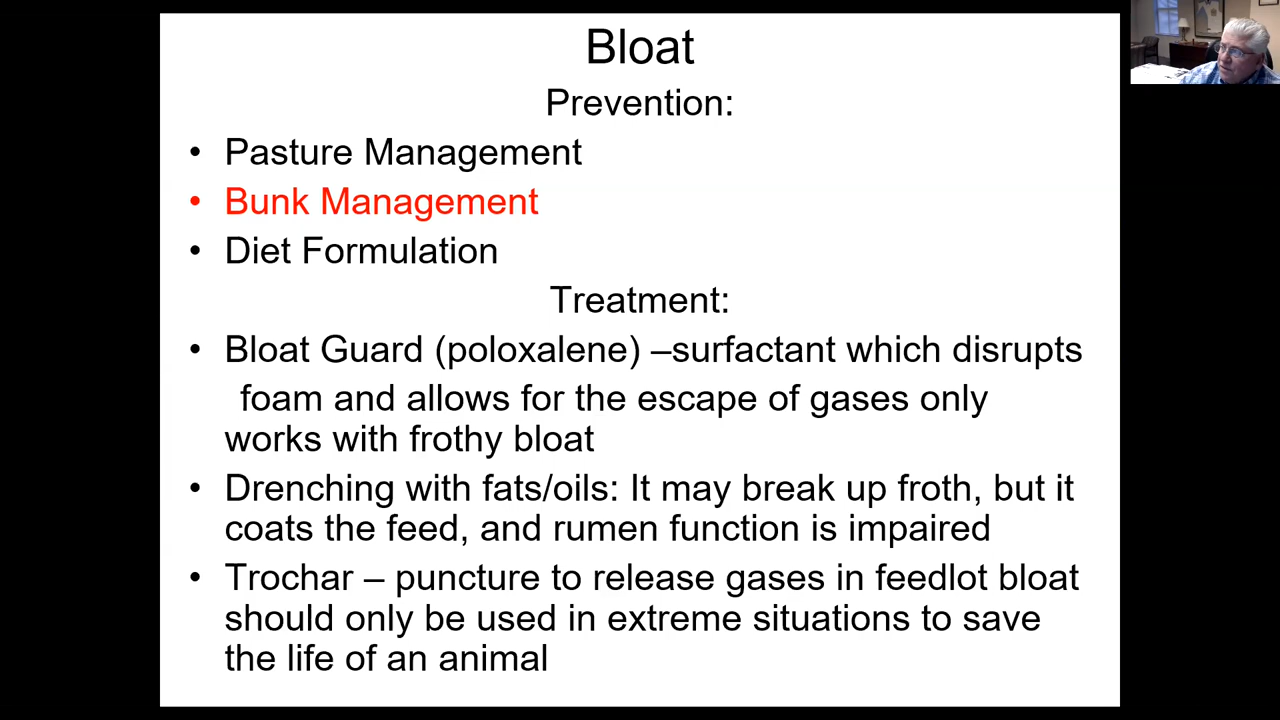 Bloat
Prevention:
• Pasture Management
• Bunk Management
• Diet Formulation
Treatment:
• Bloat Guard (poloxalene) –surfactant which disrupts
foam and allows for the escape of gases only
works with frothy bloat
• Drenching with fats/oils: It may break up froth, but it
coats the feed, and rumen function is impaired
• Trochar – puncture to release gases in feedlot bloat
should only be used in extreme situations to save
the life of an animal